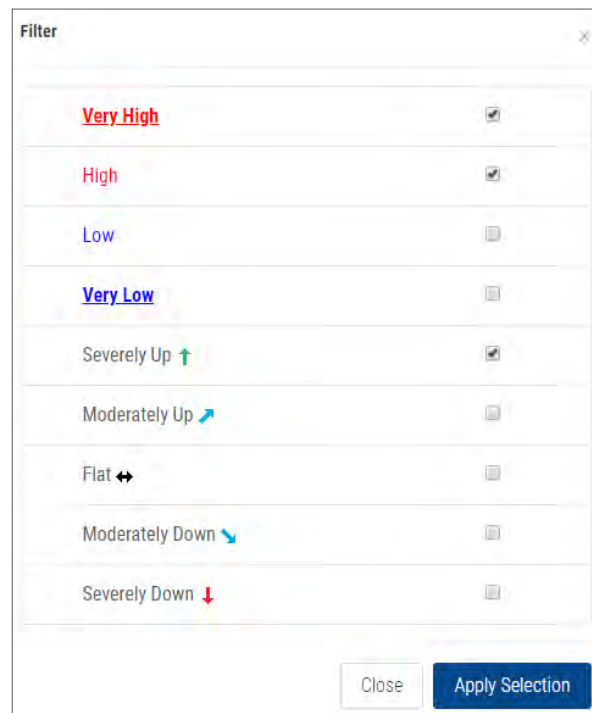 Filter
Very High
High
Low
Very Low
Severely Up
Moderately Up
Flat
Moderately Down
Severely Down
Close Apply Selection